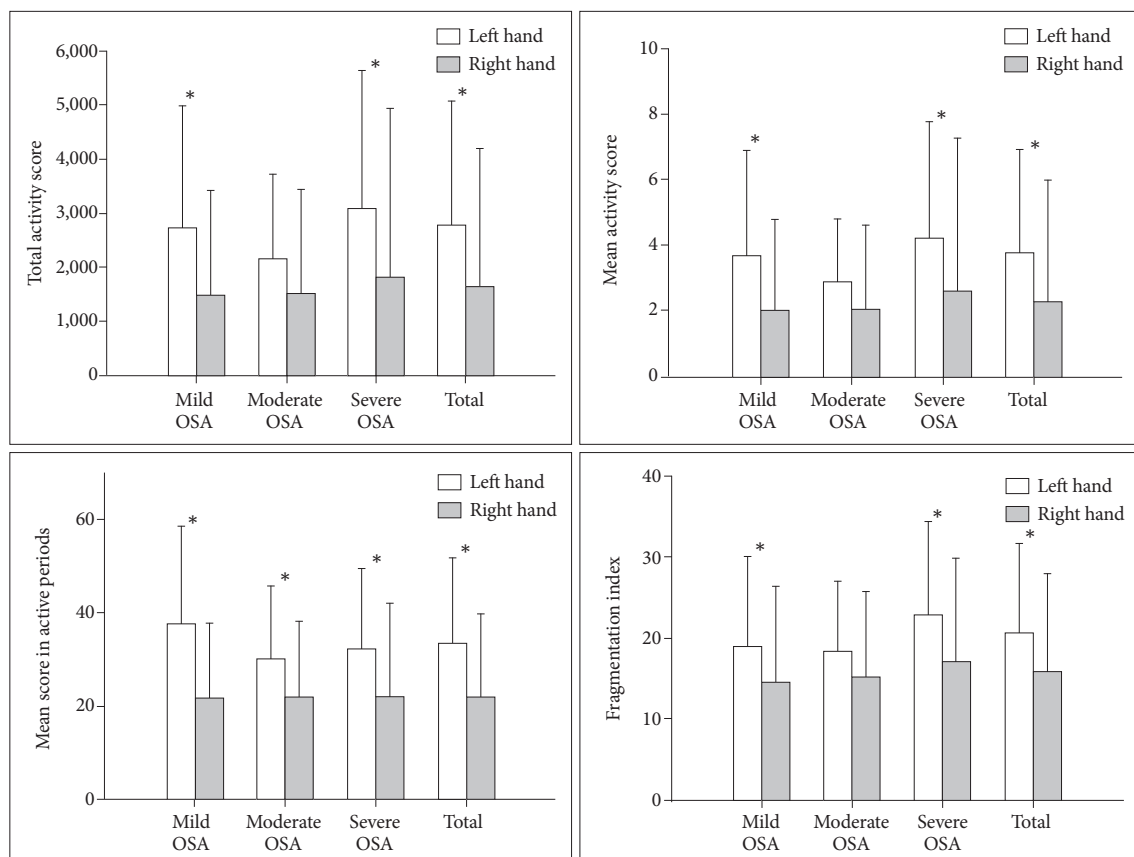 Left hand
Right hand
Total activity score
6,000
5,000
4,000
3,000
2,000
1,000
0
*
*
*
Mild OSA
Moderate OSA
Severe OSA
Total
Left hand
Right hand
Mean activity score
10
8
6
4
2
0
*
*
*
Mild OSA
Moderate OSA
Severe OSA
Total
Left hand
Right hand
Mean score in active periods
60
40
20
0
*
*
*
*
Mild OSA
Moderate OSA
Severe OSA
Total
Left hand
Right hand
Fragmentation index
40
30
20
10
0
*
*
*
Mild OSA
Moderate OSA
Severe OSA
Total